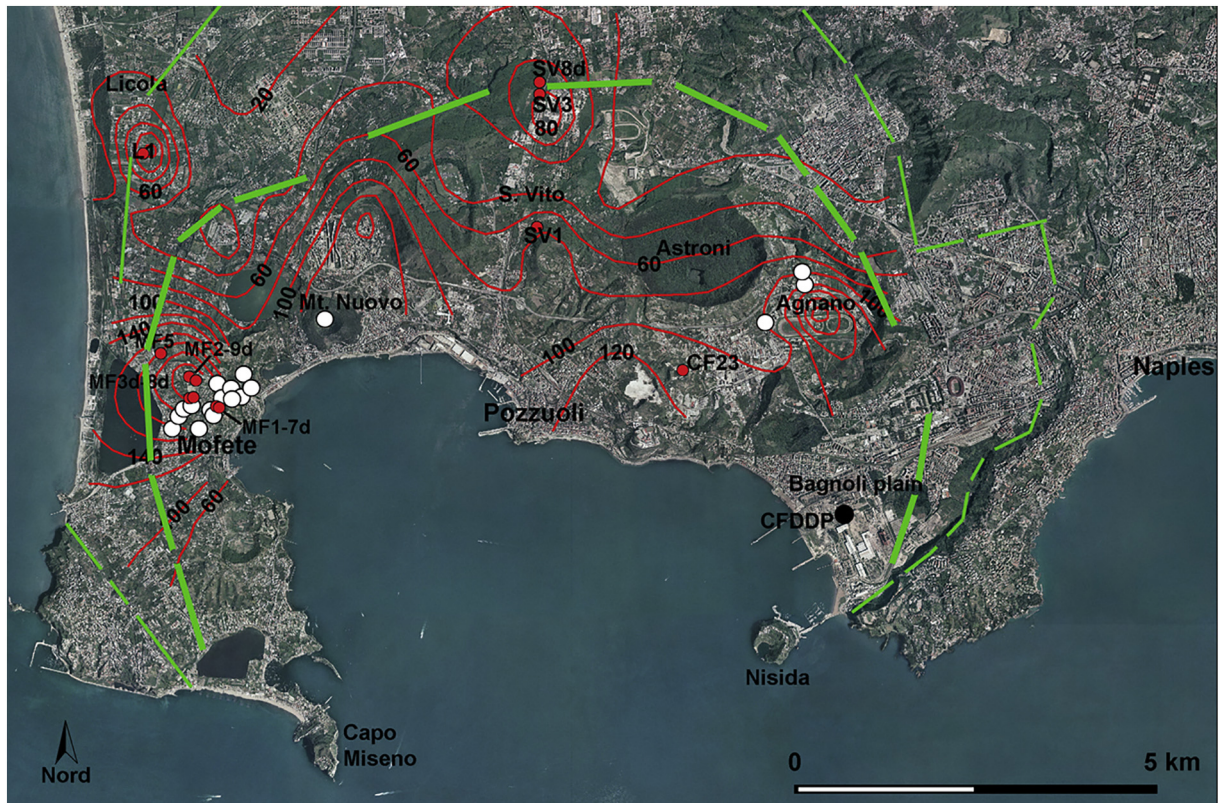 SV8d
Licola
20
SV3
80
L1
60
60
S. Vito
SV1
Astroni
60
60
100
100
Mt. Nuovo
Agnano
100
140
MF5
MF2-9d
100
CF23
120
MF3d-8d
Pozzuoli
Naples
MF1-7d
Mofete
140
Bagnoli plain
60
CFDDP
Nisida
Capo
Miseno
Nord
0
5 km